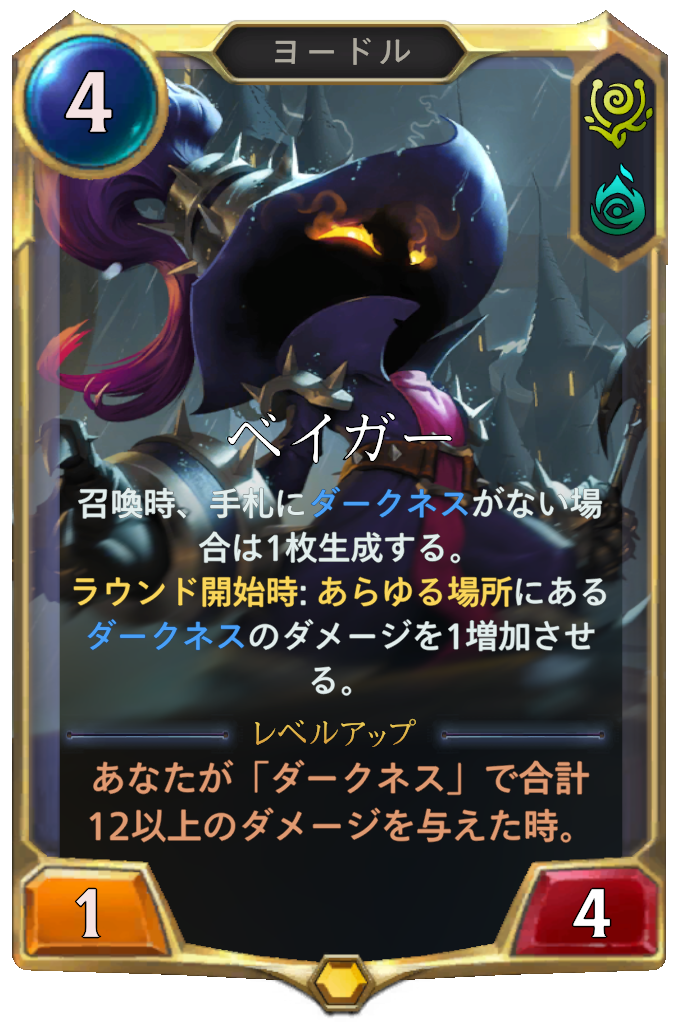 ヨードル
4
ベイガー
召喚時、手札にダークネスがない場
合は1枚生成する。
ラウンド開始時: あらゆる場所にある
ダークネスのダメージを1増加させ
る。
レベルアップ
あなたが「ダークネス」で合計
12以上のダメージを与えた時。
1
4